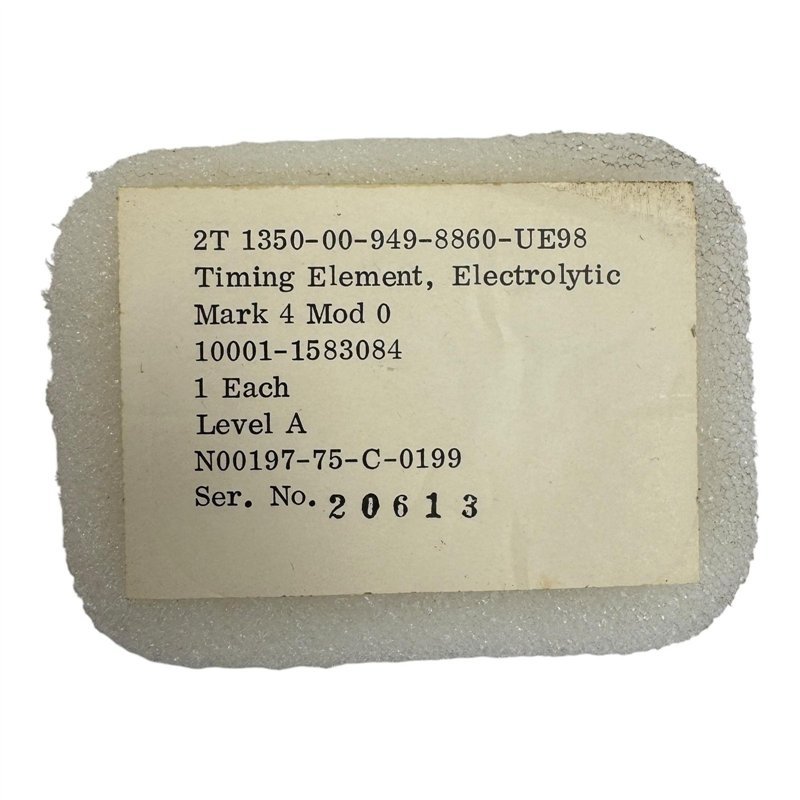 2T 1350-00-949-8860-UE98
Timing Element, Electrolytic
Mark 4 Mod 0
10001-1583084
1 Each
Level A
N00197-75-C-0199
Ser. No. 20613